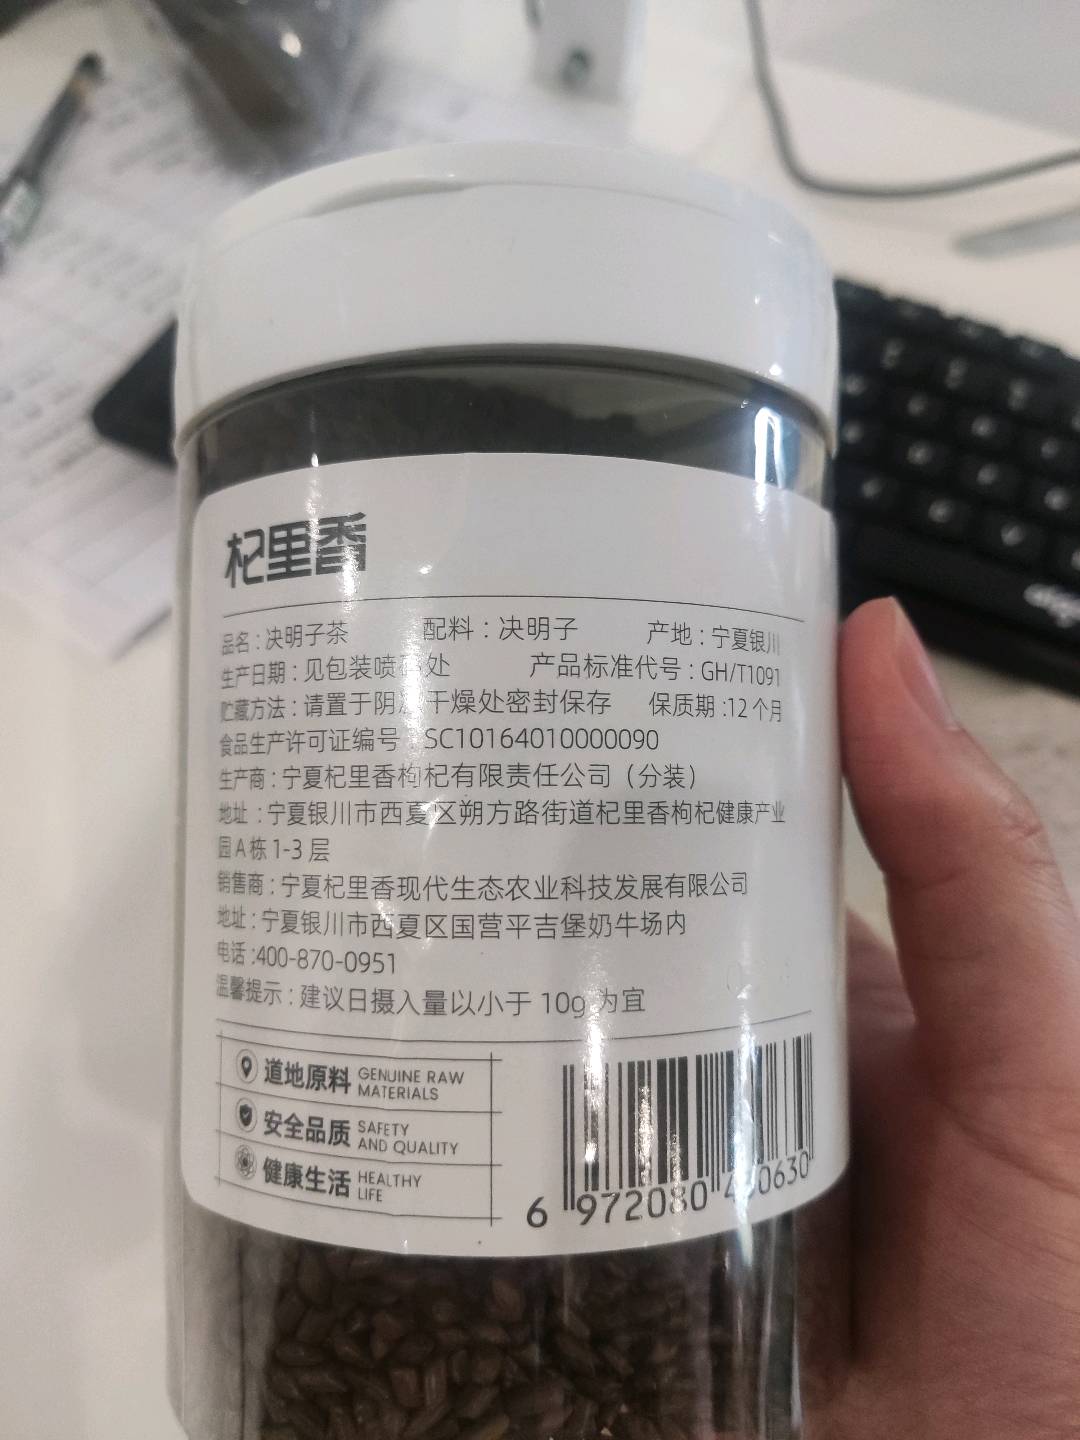 杞里香
品名：决明子茶 配料：决明子 产地：宁夏银川
生产日期：见包装喷码处 产品标准代号：GH/T1091
贮藏方法：请置于阴凉干燥处密封保存 保质期：12个月
食品生产许可证编号：SC10164010000090
生产商：宁夏杞里香枸杞有限责任公司（分装）
地址：宁夏银川市西夏区朔方路街道杞里香枸杞健康产业
园A栋1-3层
销售商：宁夏杞里香现代生态农业科技发展有限公司
地址：宁夏银川市西夏区国营平吉堡奶牛场内
电话：400-870-0951
温馨提示：建议日摄入量以小于10g为宜
道地原料 GENUINE RAW
MATERIALS
安全品质 SAFETY
AND QUALITY
健康生活 HEALTHY
LIFE
6 972080